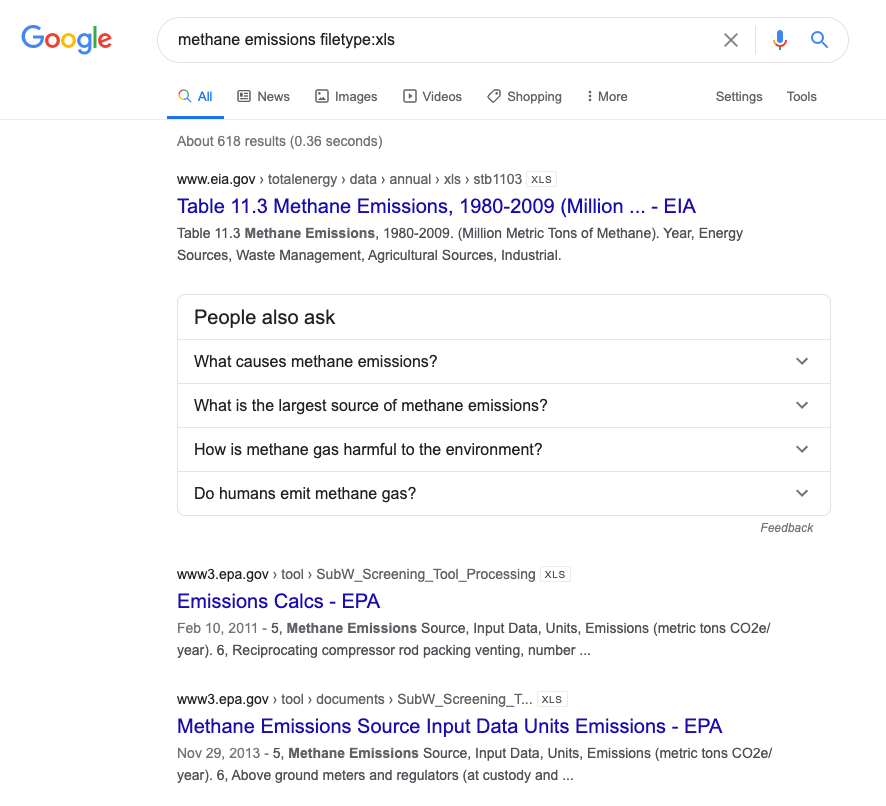 Google
methane emissions filetype:xls
All News Images Videos Shopping More Settings Tools
About 618 results (0.36 seconds)
www.eia.gov › totalenergy › data › annual › xls › stb1103 XLS
Table 11.3 Methane Emissions, 1980-2009 (Million ... - EIA
Table 11.3 Methane Emissions, 1980-2009. (Million Metric Tons of Methane). Year, Energy
Sources, Waste Management, Agricultural Sources, Industrial.
People also ask
What causes methane emissions?
What is the largest source of methane emissions?
How is methane gas harmful to the environment?
Do humans emit methane gas?
Feedback
www3.epa.gov › tool › SubW_Screening_Tool_Processing XLS
Emissions Calcs - EPA
Feb 10, 2011 - 5, Methane Emissions Source, Input Data, Units, Emissions (metric tons CO2e/
year). 6, Reciprocating compressor rod packing venting, number ...
www3.epa.gov › tool › documents › SubW_Screening_T... XLS
Methane Emissions Source Input Data Units Emissions - EPA
Nov 29, 2013 - 5, Methane Emissions Source, Input Data, Units, Emissions (metric tons CO2e/
year). 6, Above ground meters and regulators (at custody and ...